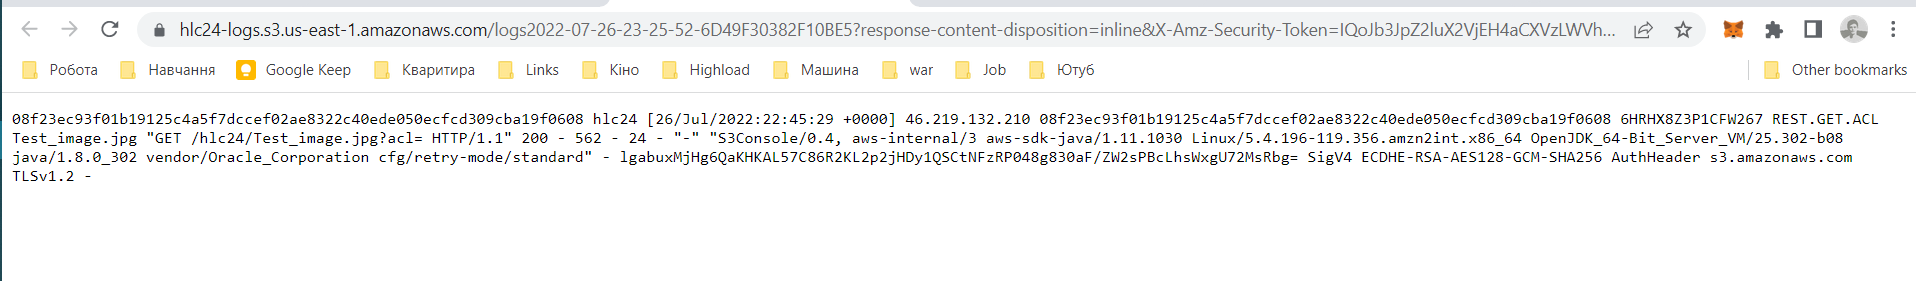 hlc24-logs.s3.us-east-1.amazonaws.com/logs2022-07-26-23-25-52-6D49F30382F10BE5?response-content-disposition=inline&X-Amz-Security-Token=IQoJb3JpZ2luX2VjEH4aCXVzLWVh...
Робота Навчання Google Keep Кваритира Links Кіно Highload Машина war Job Ютуб Other bookmarks
08f23ec93f01b19125c4a5f7dccef02ae8322c40ede050ecfcd309cba19f0608 hlc24 [26/Jul/2022:22:45:29 +0000] 46.219.132.210 08f23ec93f01b19125c4a5f7dccef02ae8322c40ede050ecfcd309cba19f0608 6HRHX8Z3P1CFW267 REST.GET.ACL
Test_image.jpg "GET /hlc24/Test_image.jpg?acl= HTTP/1.1" 200 - 562 - 24 - "-" "S3Console/0.4, aws-internal/3 aws-sdk-java/1.11.1030 Linux/5.4.196-119.356.amzn2int.x86_64 OpenJDK_64-Bit_Server_VM/25.302-b08
java/1.8.0_302 vendor/Oracle_Corporation cfg/retry-mode/standard" - lgabuxMjHg6QaKHKAL57C86R2KL2p2jHDy1QSCtNFzRP048g830aF/ZW2sPBcLhsWxgU72MsRbg= SigV4 ECDHE-RSA-AES128-GCM-SHA256 AuthHeader s3.amazonaws.com
TLSv1.2 -